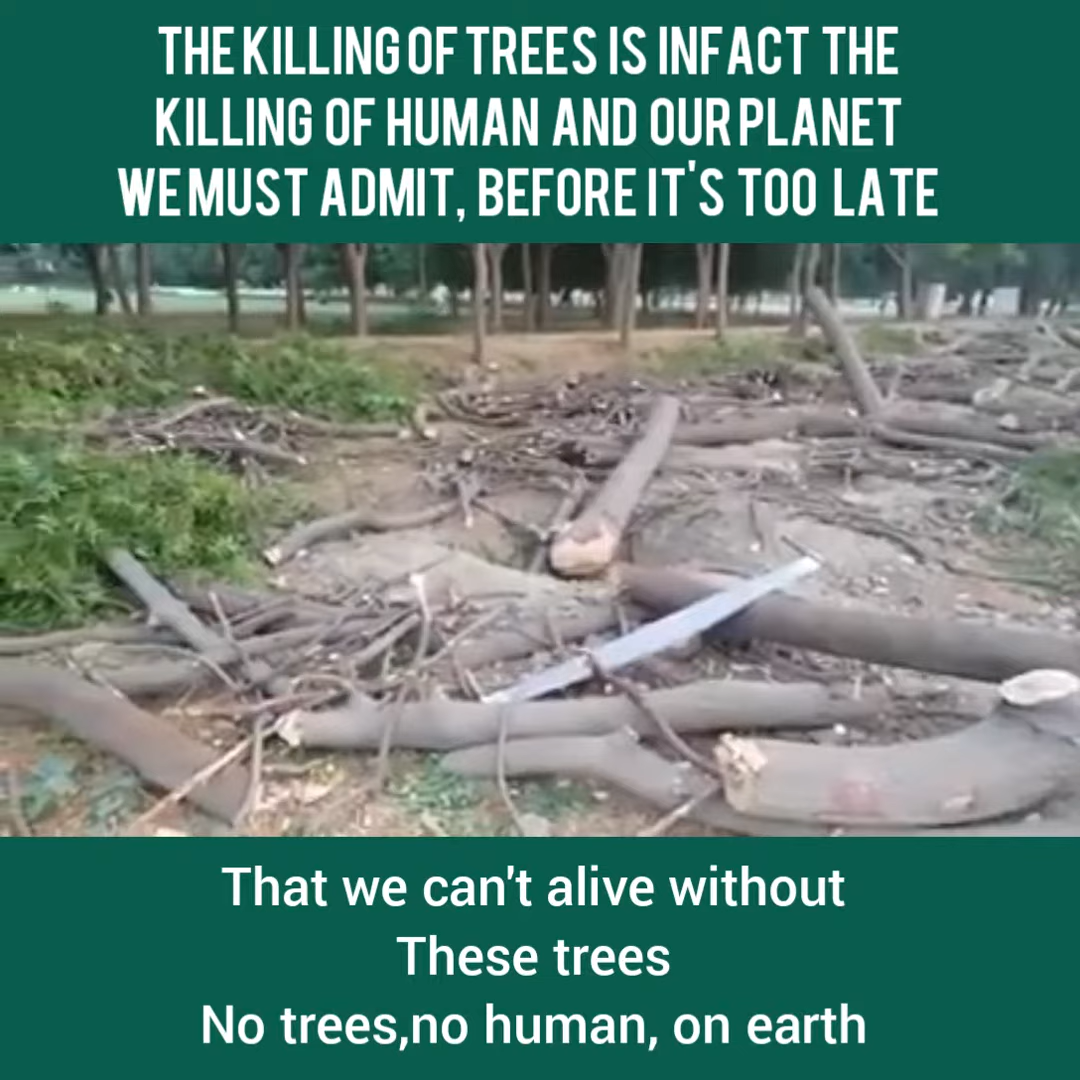 THE KILLING OF TREES IS INFACT THE
KILLING OF HUMAN AND OUR PLANET
WE MUST ADMIT, BEFORE IT'S TOO LATE
That we can't alive without
These trees
No trees,no human, on earth